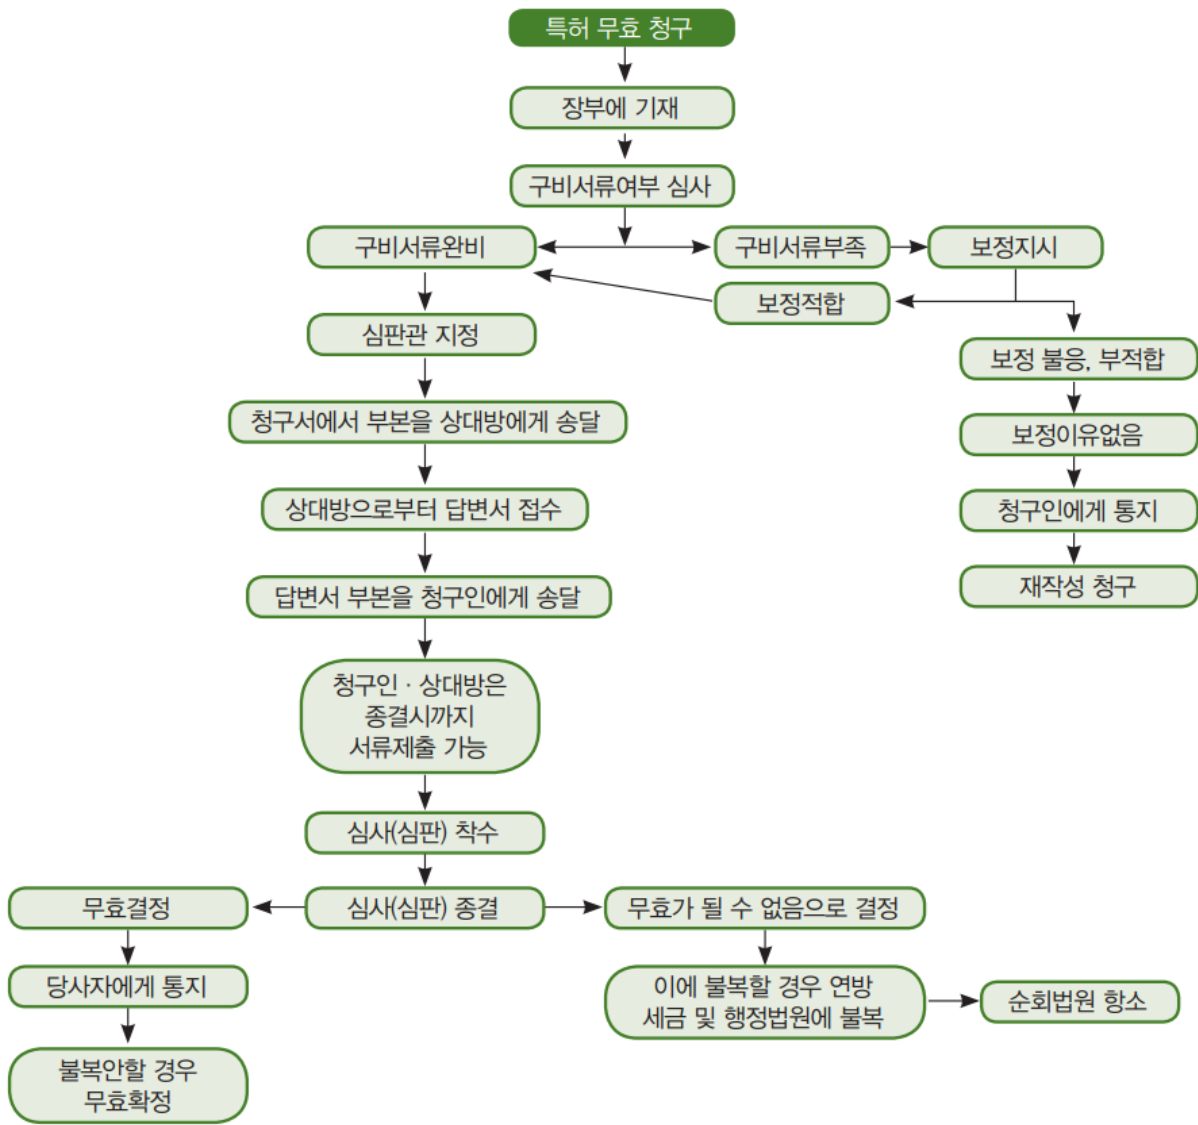 특허 무효 청구
장부에 기재
구비서류여부 심사
구비서류완비
구비서류부족
보정지시
보정적합
심판관 지정
보정 불응, 부적합
청구서에서 부본을 상대방에게 송달
보정이유없음
상대방으로부터 답변서 접수
청구인에게 통지
답변서 부본을 청구인에게 송달
재작성 청구
청구인 · 상대방은
종결시까지
서류제출 가능
심사(심판) 착수
무효결정
심사(심판) 종결
무효가 될 수 없음으로 결정
당사자에게 통지
이에 불복할 경우 연방
세금 및 행정법원에 불복
순회법원 항소
불복안할 경우
무효확정